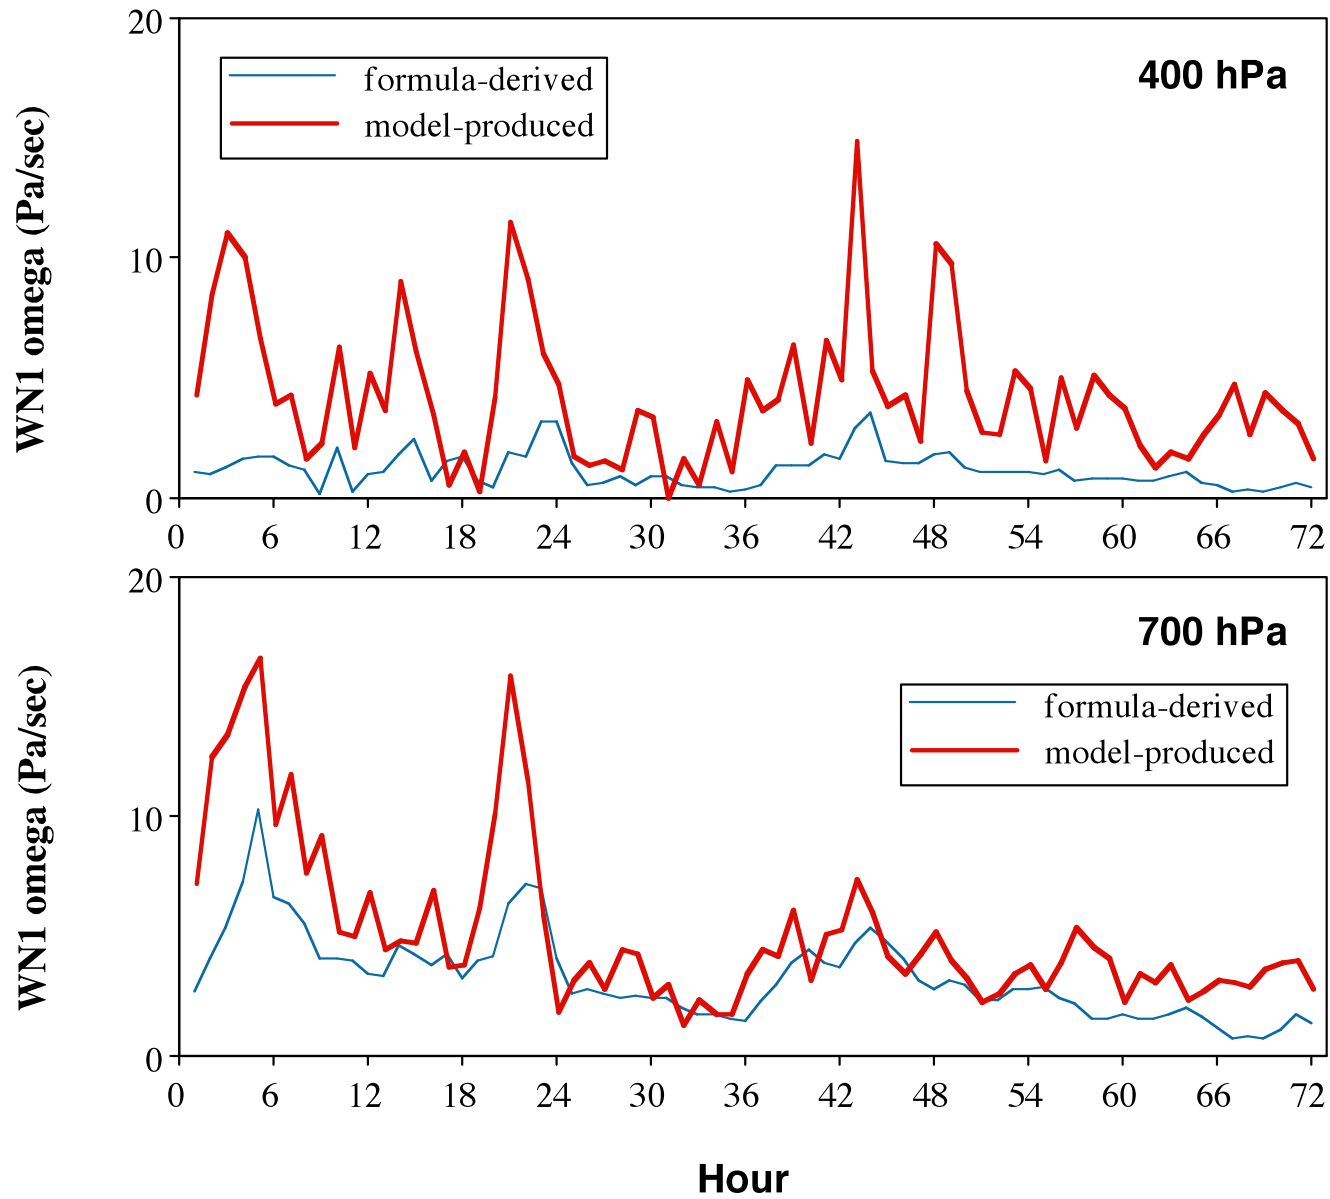 20
10
0
WN1 omega (Pa/sec)
formula-derived
model-produced
400 hPa
0 6 12 18 24 30 36 42 48 54 60 66 72
20
10
0
WN1 omega (Pa/sec)
700 hPa
formula-derived
model-produced
0 6 12 18 24 30 36 42 48 54 60 66 72
Hour